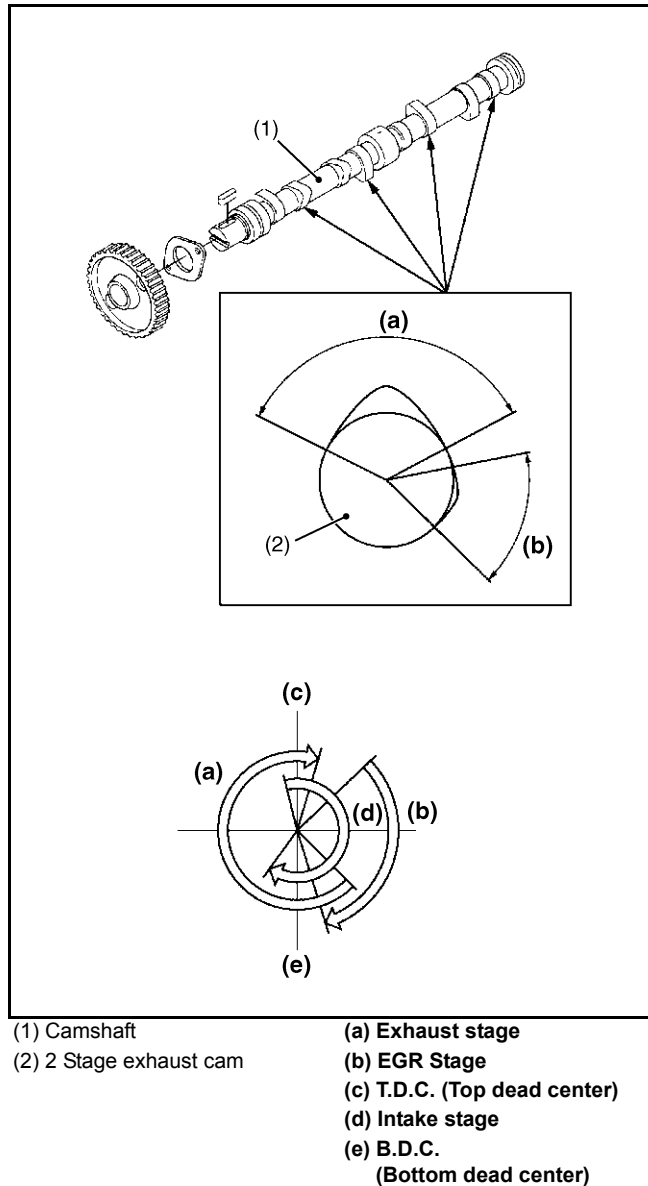 (1)
(a)
(2)
(b)
(c)
(a)
(d)
(b)
(e)
(1) Camshaft
(2) 2 Stage exhaust cam
(a) Exhaust stage
(b) EGR Stage
(c) T.D.C. (Top dead center)
(d) Intake stage
(e) B.D.C.
(Bottom dead center)